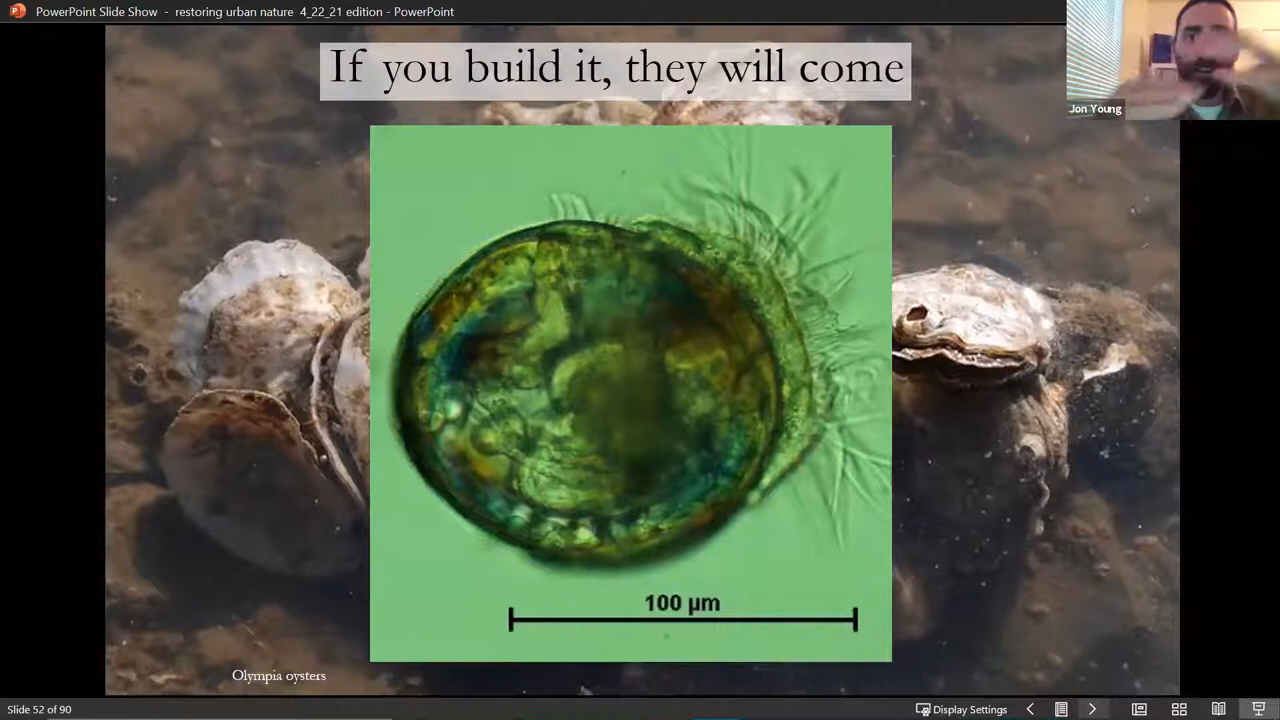 PowerPoint Slide Show - restoring urban nature 4_22_21 edition - PowerPoint
If you build it, they will come
Jon Young
100 µm
Olympia oysters
Slide 52 of 90
Display Settings